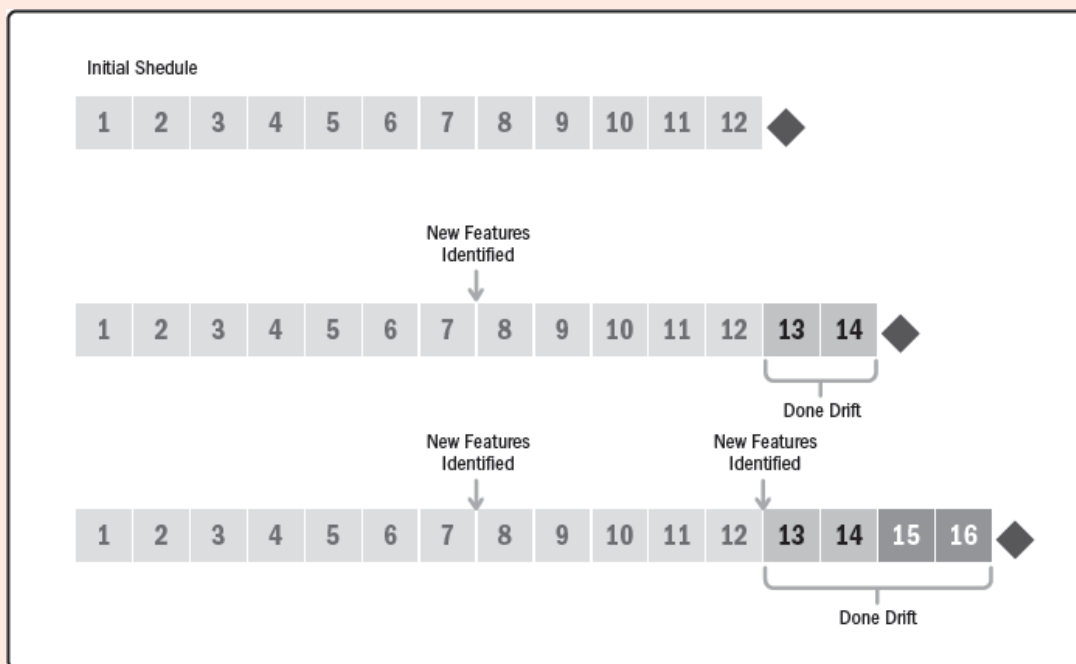 Initial Shedule
1 2 3 4 5 6 7 8 9 10 11 12
New Features
Identified
1 2 3 4 5 6 7 8 9 10 11 12 13 14
Done Drift
New Features
Identified
New Features
Identified
1 2 3 4 5 6 7 8 9 10 11 12 13 14 15 16
Done Drift